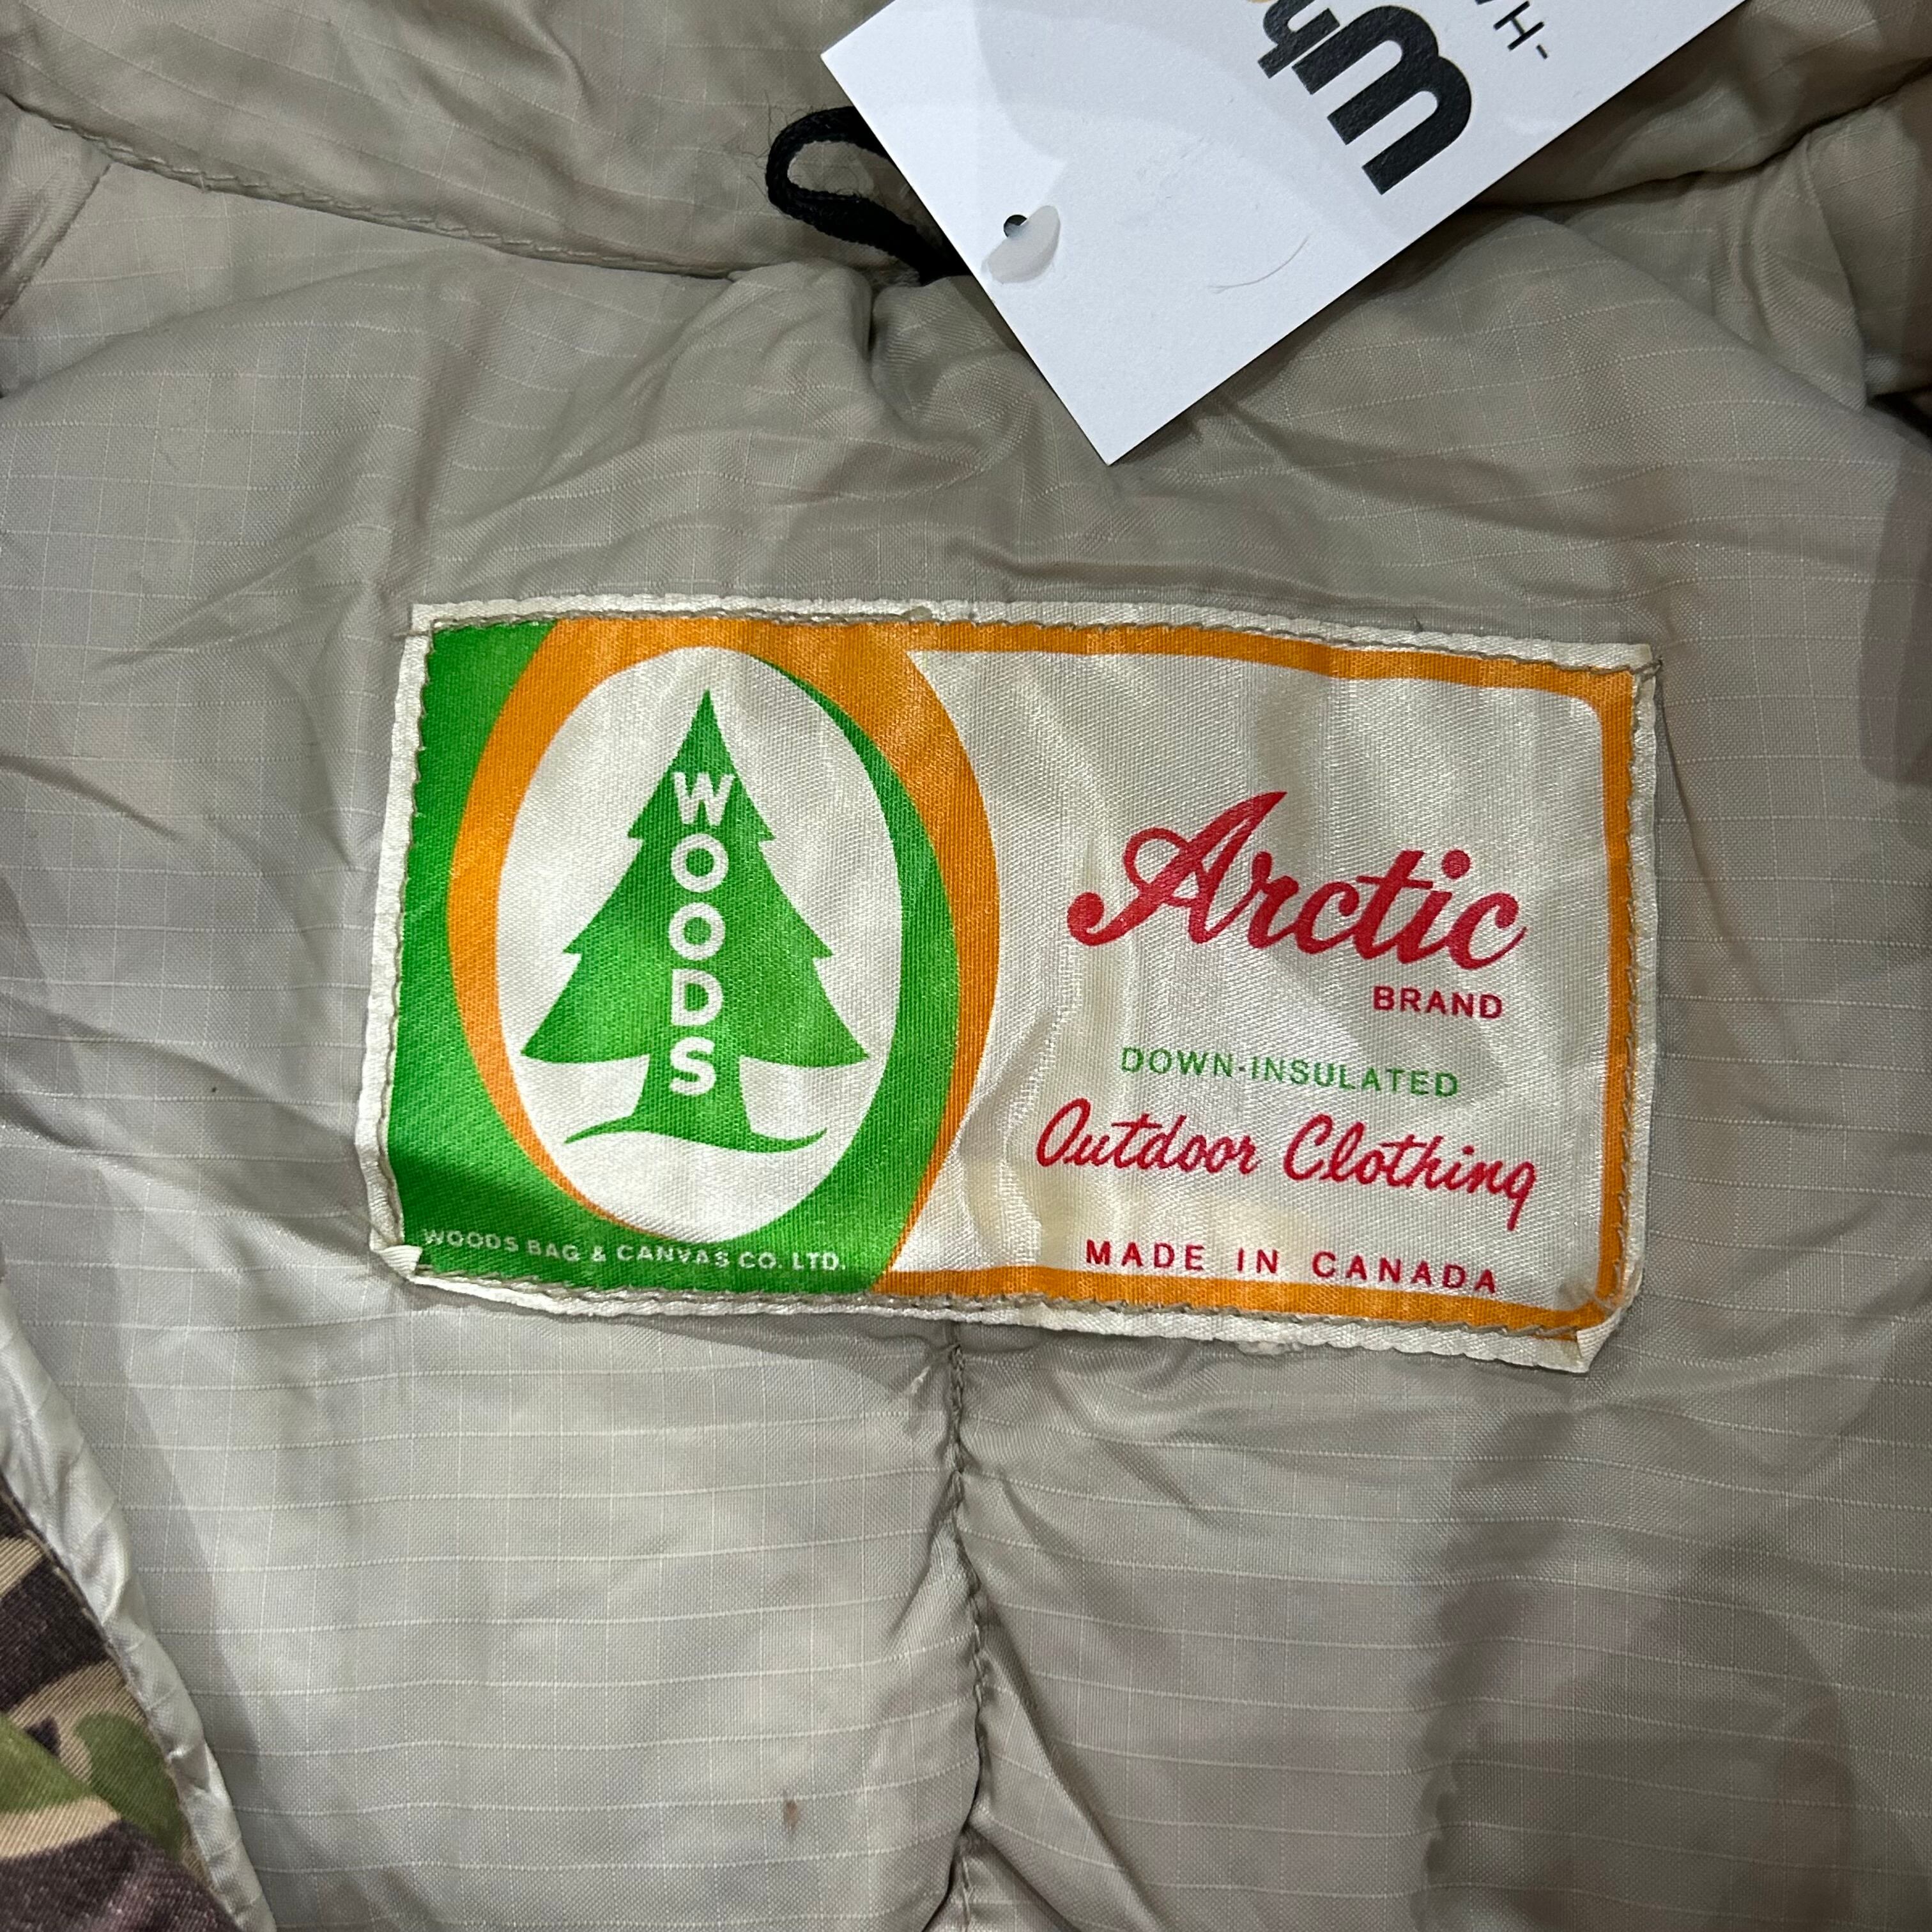 WOODS
Arctic
BRAND
DOWN-INSULATED
Outdoor Clothing
MADE IN CANADA
WOODS BAG & CANVAS CO. LTD.